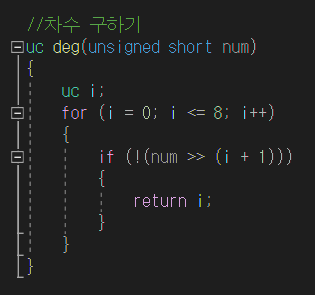 //차수 구하기
uc deg(unsigned short num)
{
    uc i;
    for (i = 0; i <= 8; i++)
    {
        if (!(num >> (i + 1)))
        {
            return i;
        }
    }
}